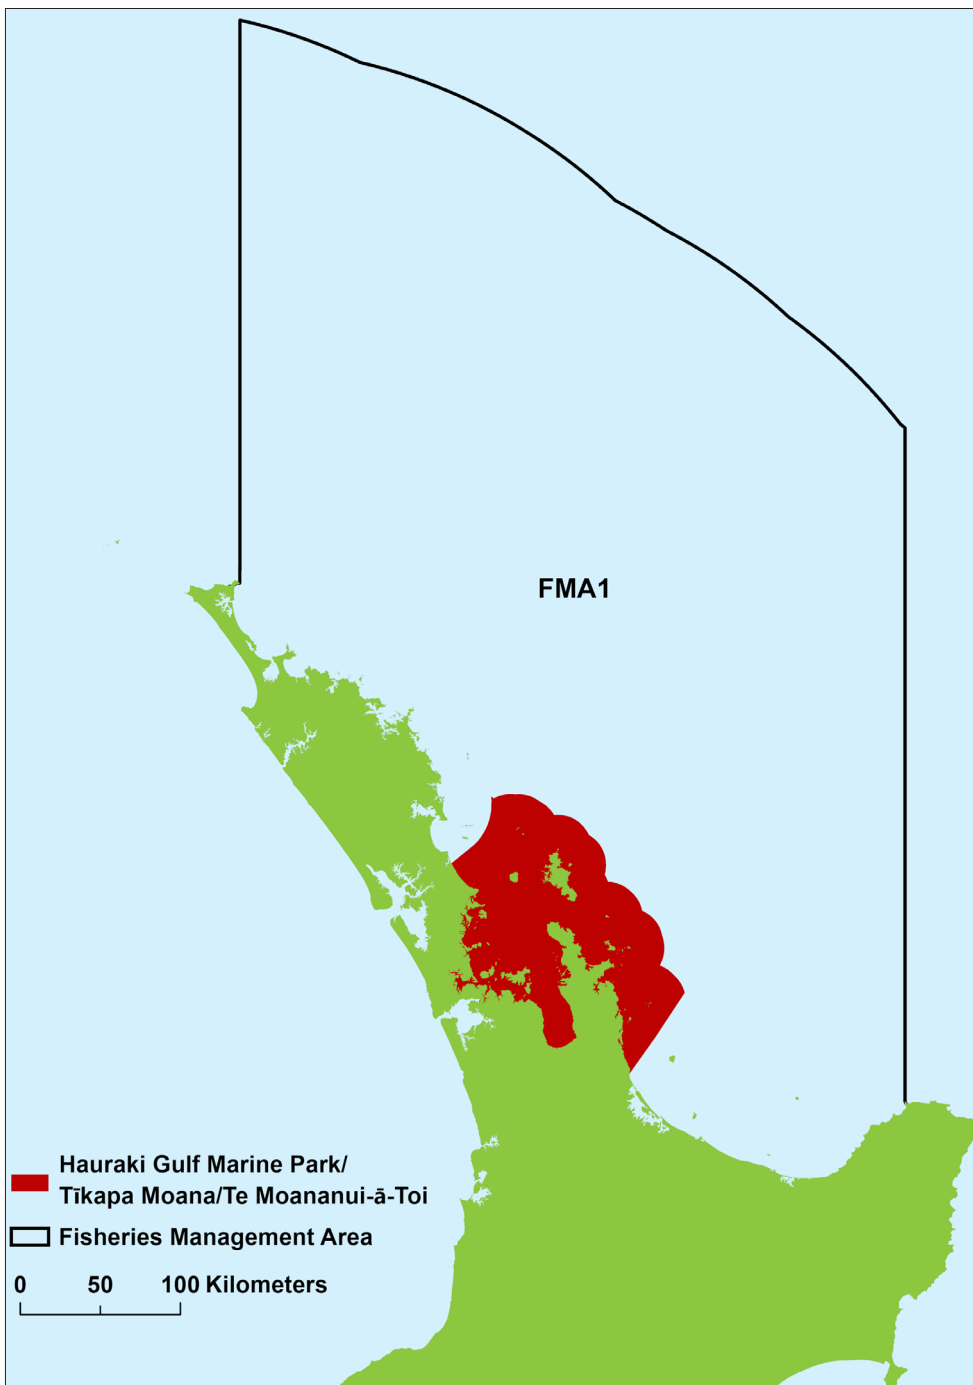 FMA1
Hauraki Gulf Marine Park/
Tīkapa Moana/Te Moananui-ā-Toi
Fisheries Management Area
0 50 100 Kilometers